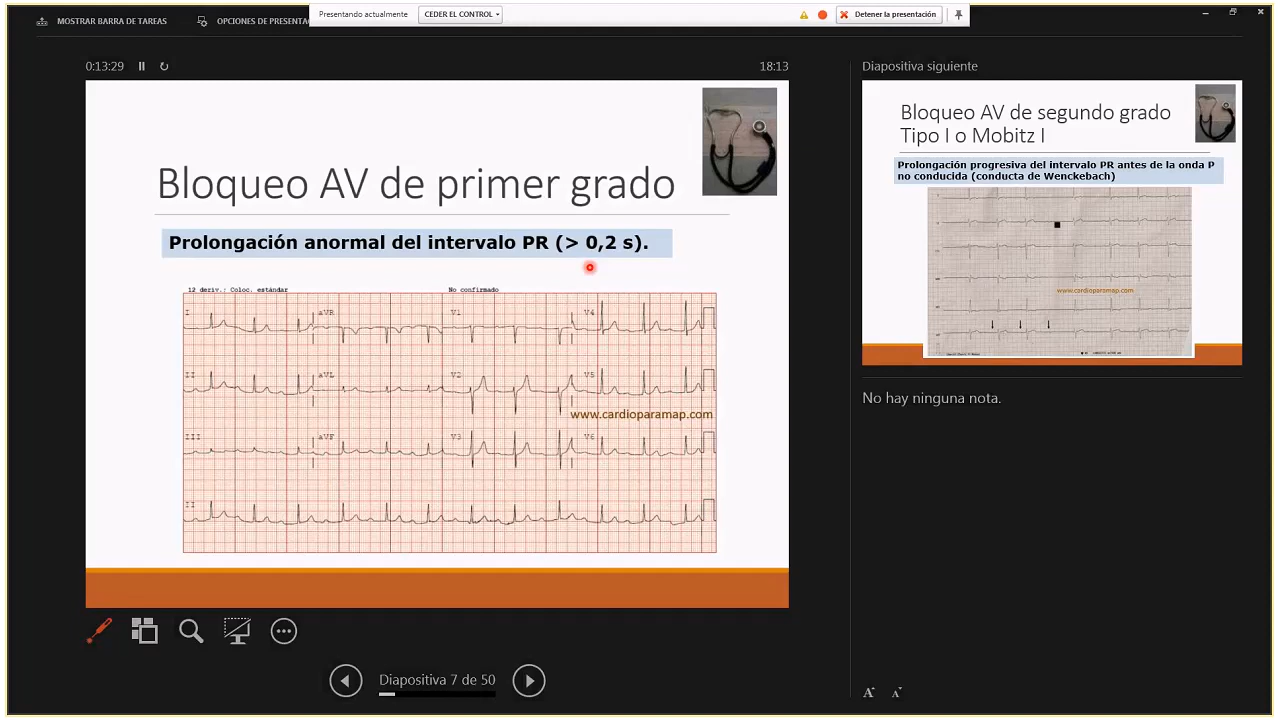 MOSTRAR BARRA DE TAREAS
OPCIONES DE PRESENTA
Presentando actualmente
CEDER EL CONTROL
Detener la presentación
0:13:29
18:13
Bloqueo AV de primer grado
Prolongación anormal del intervalo PR (> 0,2 s).
12 deriv.; Coloc. estándar
No confirmado
I aVR V1 V4
II aVL V2 V5
www.cardioparamap.com
III aVF V3 V6
II
Diapositiva 7 de 50
Diapositiva siguiente
Bloqueo AV de segundo grado
Tipo I o Mobitz I
Prolongación progresiva del intervalo PR antes de la onda P
no conducida (conducta de Wenckebach)
www.cardioparamap.com
No hay ninguna nota.
A A